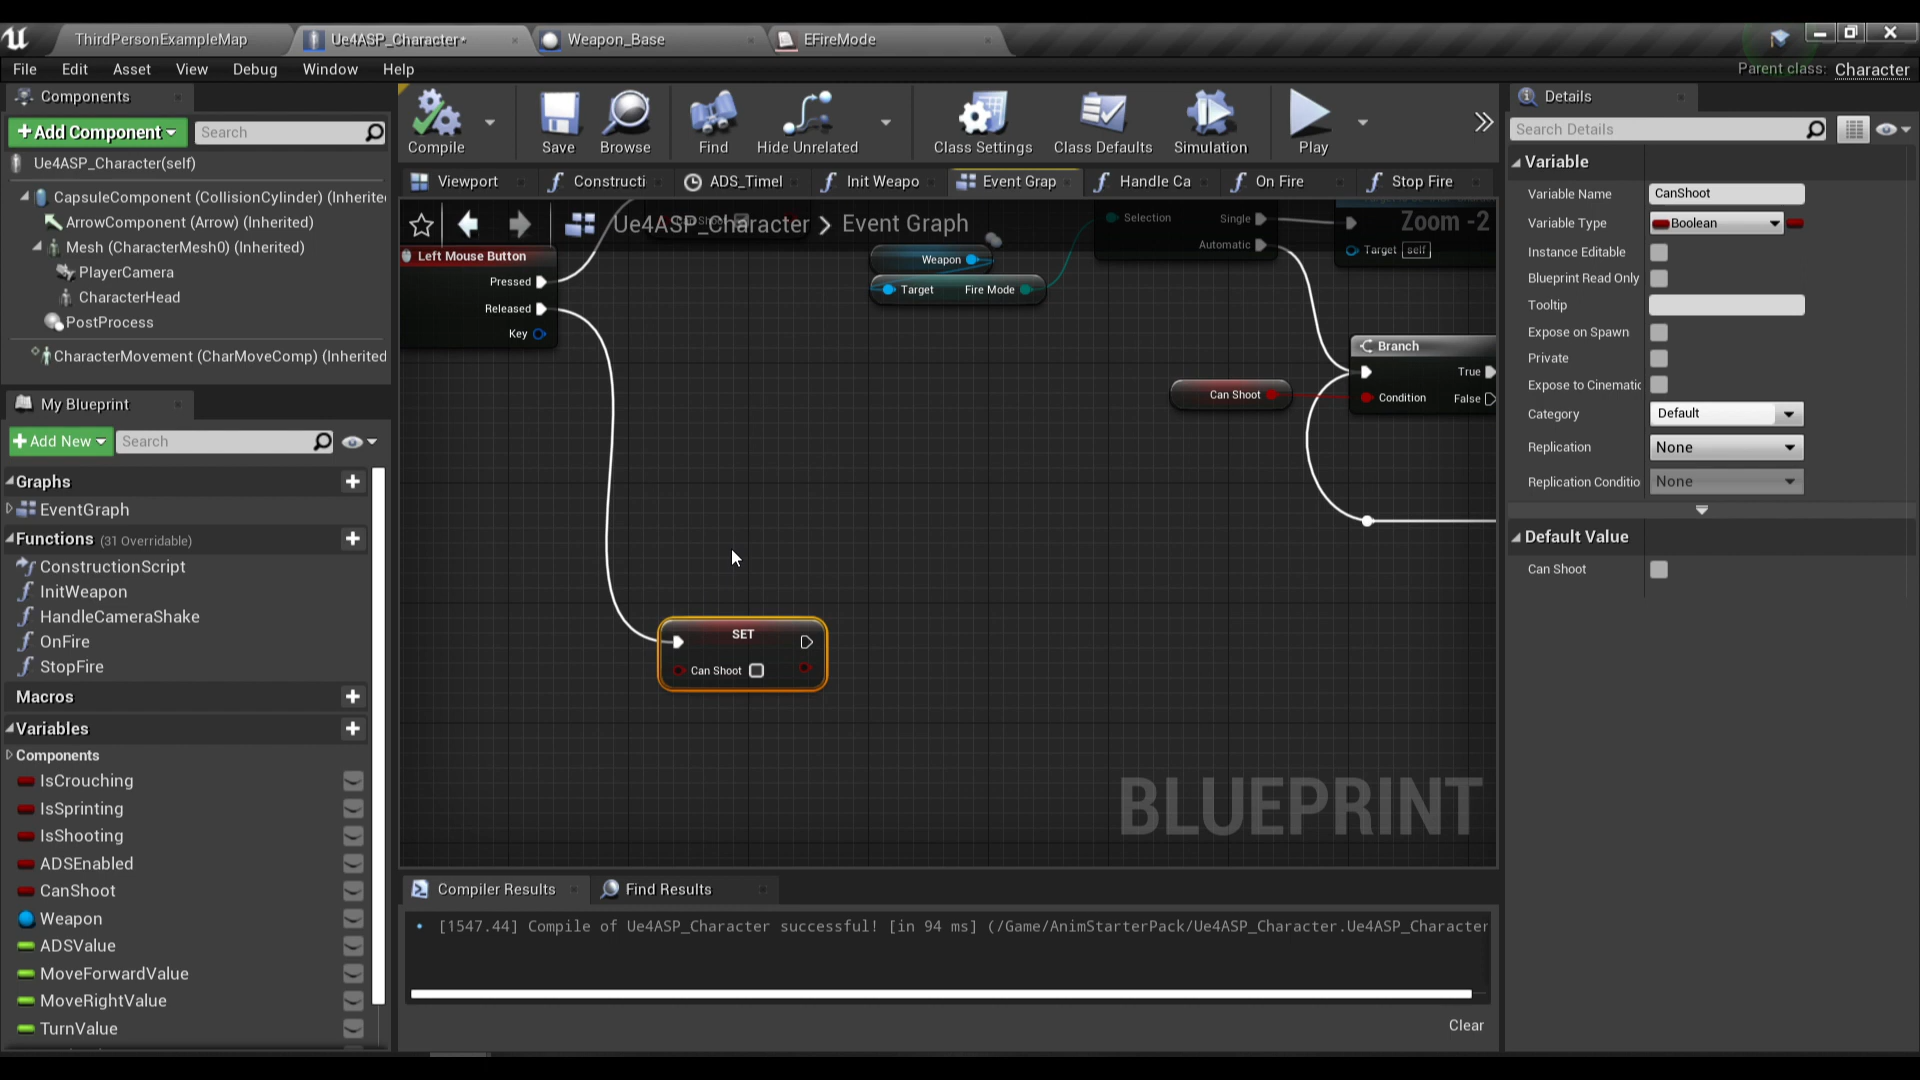 ThirdPersonExampleMap
Ue4ASP_Character*
Weapon_Base
EFireMode
File Edit Asset View Debug Window Help
Parent class: Character
Components
+Add Component
Search
Ue4ASP_Character(self)
CapsuleComponent (CollisionCylinder) (Inherite
ArrowComponent (Arrow) (Inherited)
Mesh (CharacterMesh0) (Inherited)
PlayerCamera
CharacterHead
PostProcess
CharacterMovement (CharMoveComp) (Inherited
My Blueprint
+Add New
Search
Graphs
EventGraph
Functions (31 Overridable)
ConstructionScript
InitWeapon
HandleCameraShake
OnFire
StopFire
Macros
Variables
Components
IsCrouching
IsSprinting
IsShooting
ADSEnabled
CanShoot
Weapon
ADSValue
MoveForwardValue
MoveRightValue
TurnValue
Compile
Save
Browse
Find
Hide Unrelated
Class Settings
Class Defaults
Simulation
Play
Viewport
Constructi
ADS_Timel
Init Weapo
Event Grap
Handle Ca
On Fire
Stop Fire
Ue4ASP_Character > Event Graph
Zoom -2
Left Mouse Button
Pressed
Released
Key
Weapon
Target Fire Mode
Selection Single
Automatic
Target self
Branch
True
Condition False
Can Shoot
SET
Can Shoot
BLUEPRINT
Compiler Results
Find Results
[1547.44] Compile of Ue4ASP_Character successful! [in 94 ms] (/Game/AnimStarterPack/Ue4ASP_Character.Ue4ASP_Character
Clear
Details
Search Details
Variable
Variable Name CanShoot
Variable Type Boolean
Instance Editable
Blueprint Read Only
Tooltip
Expose on Spawn
Private
Expose to Cinematic
Category Default
Replication None
Replication Conditio None
Default Value
Can Shoot